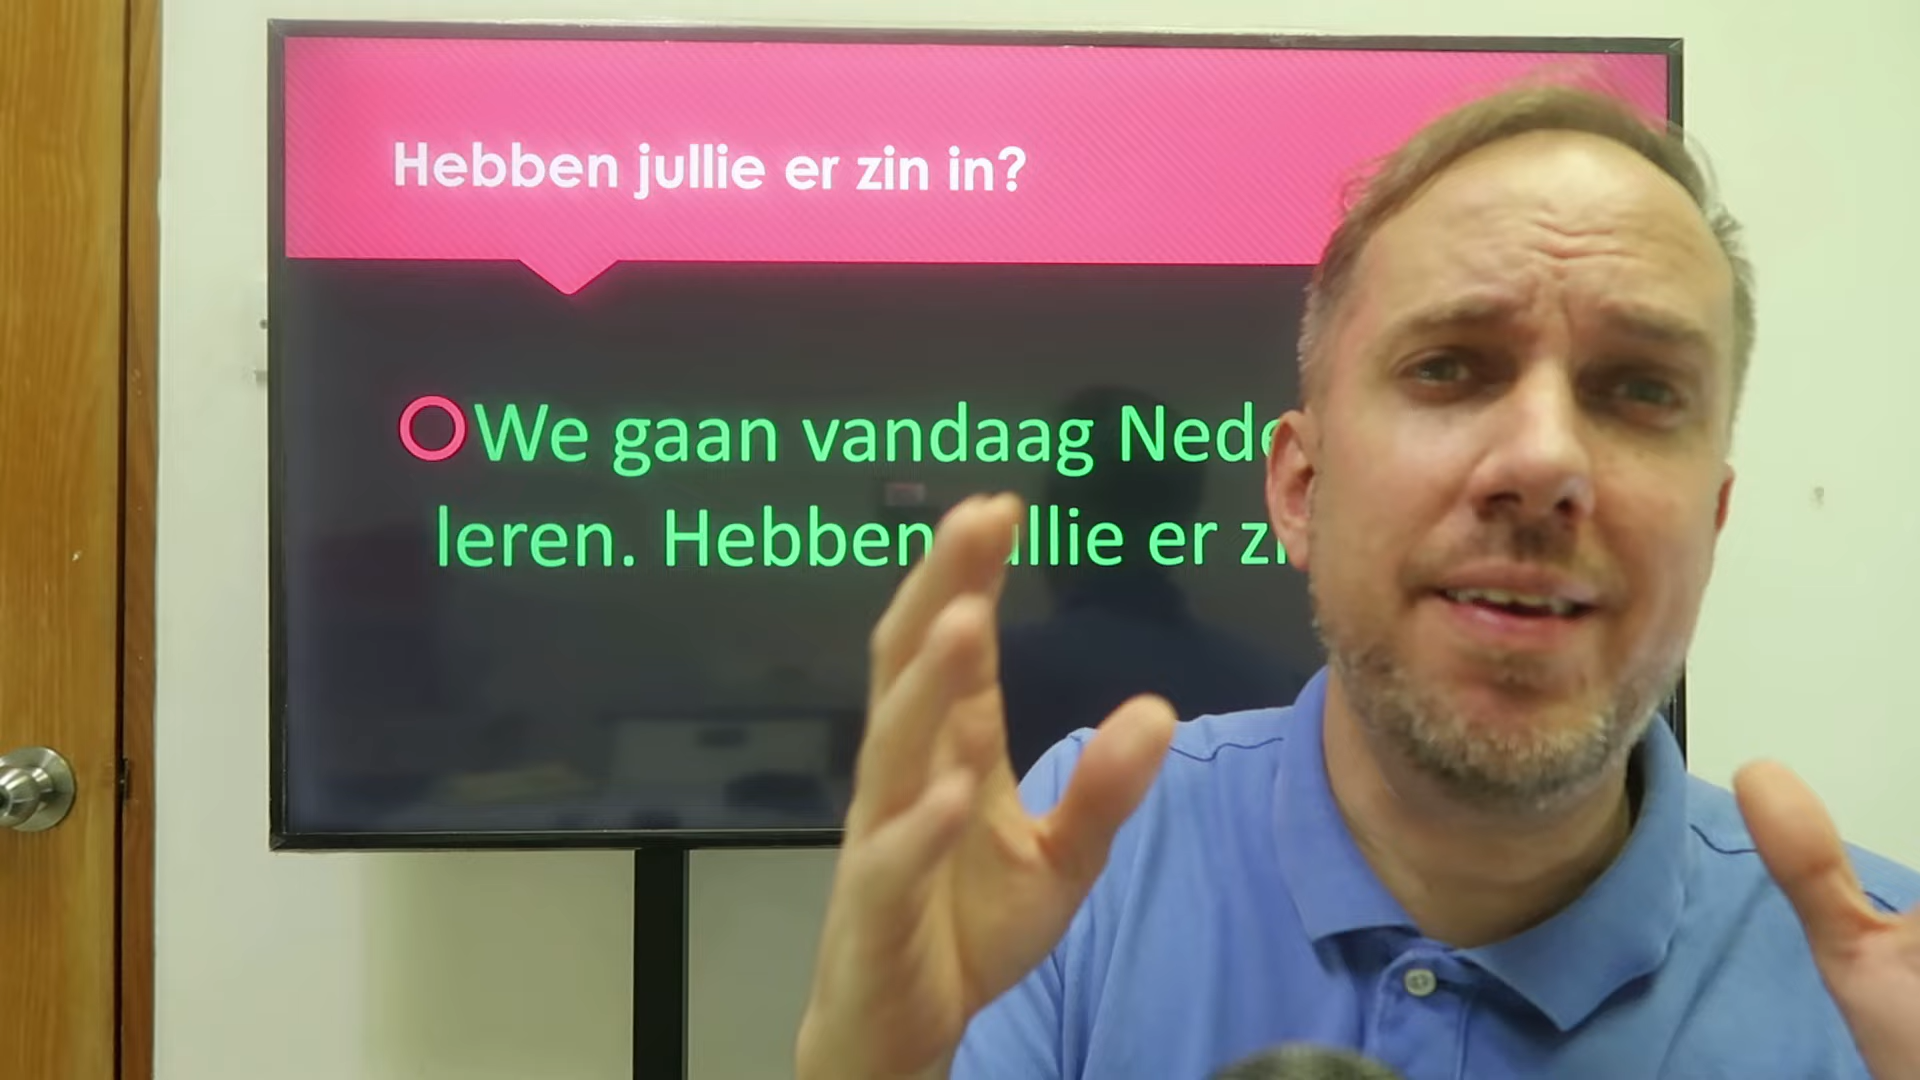 Hebben jullie er zin in?
We gaan vandaag
leren. Hebben er